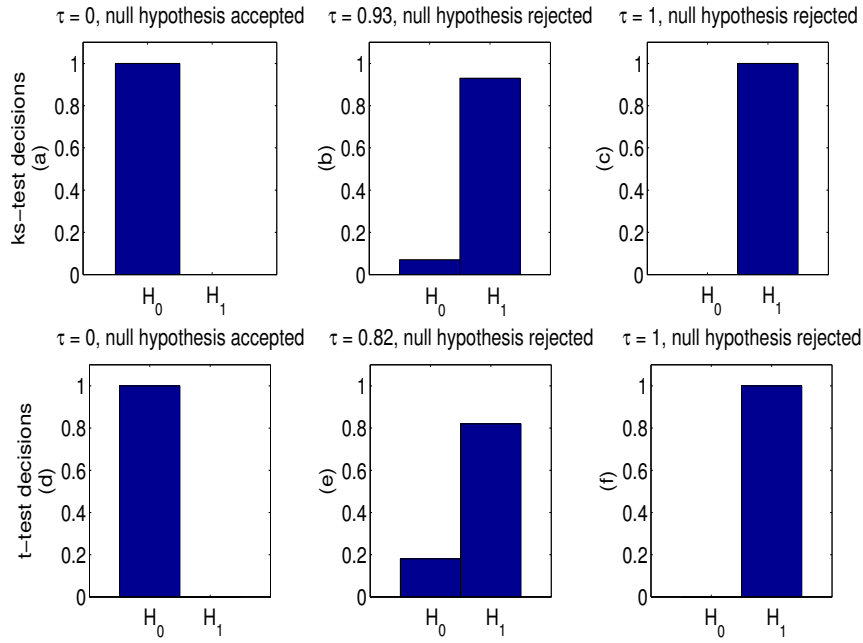 τ = 0, null hypothesis accepted
τ = 0.93, null hypothesis rejected
τ = 1, null hypothesis rejected
ks−test decisions
(a)
1
0.8
0.6
0.4
0.2
0
H0
H1
(b)
1
0.8
0.6
0.4
0.2
0
H0
H1
(c)
1
0.8
0.6
0.4
0.2
0
H0
H1
τ = 0, null hypothesis accepted
τ = 0.82, null hypothesis rejected
τ = 1, null hypothesis rejected
t−test decisions
(d)
1
0.8
0.6
0.4
0.2
0
H0
H1
(e)
1
0.8
0.6
0.4
0.2
0
H0
H1
(f)
1
0.8
0.6
0.4
0.2
0
H0
H1